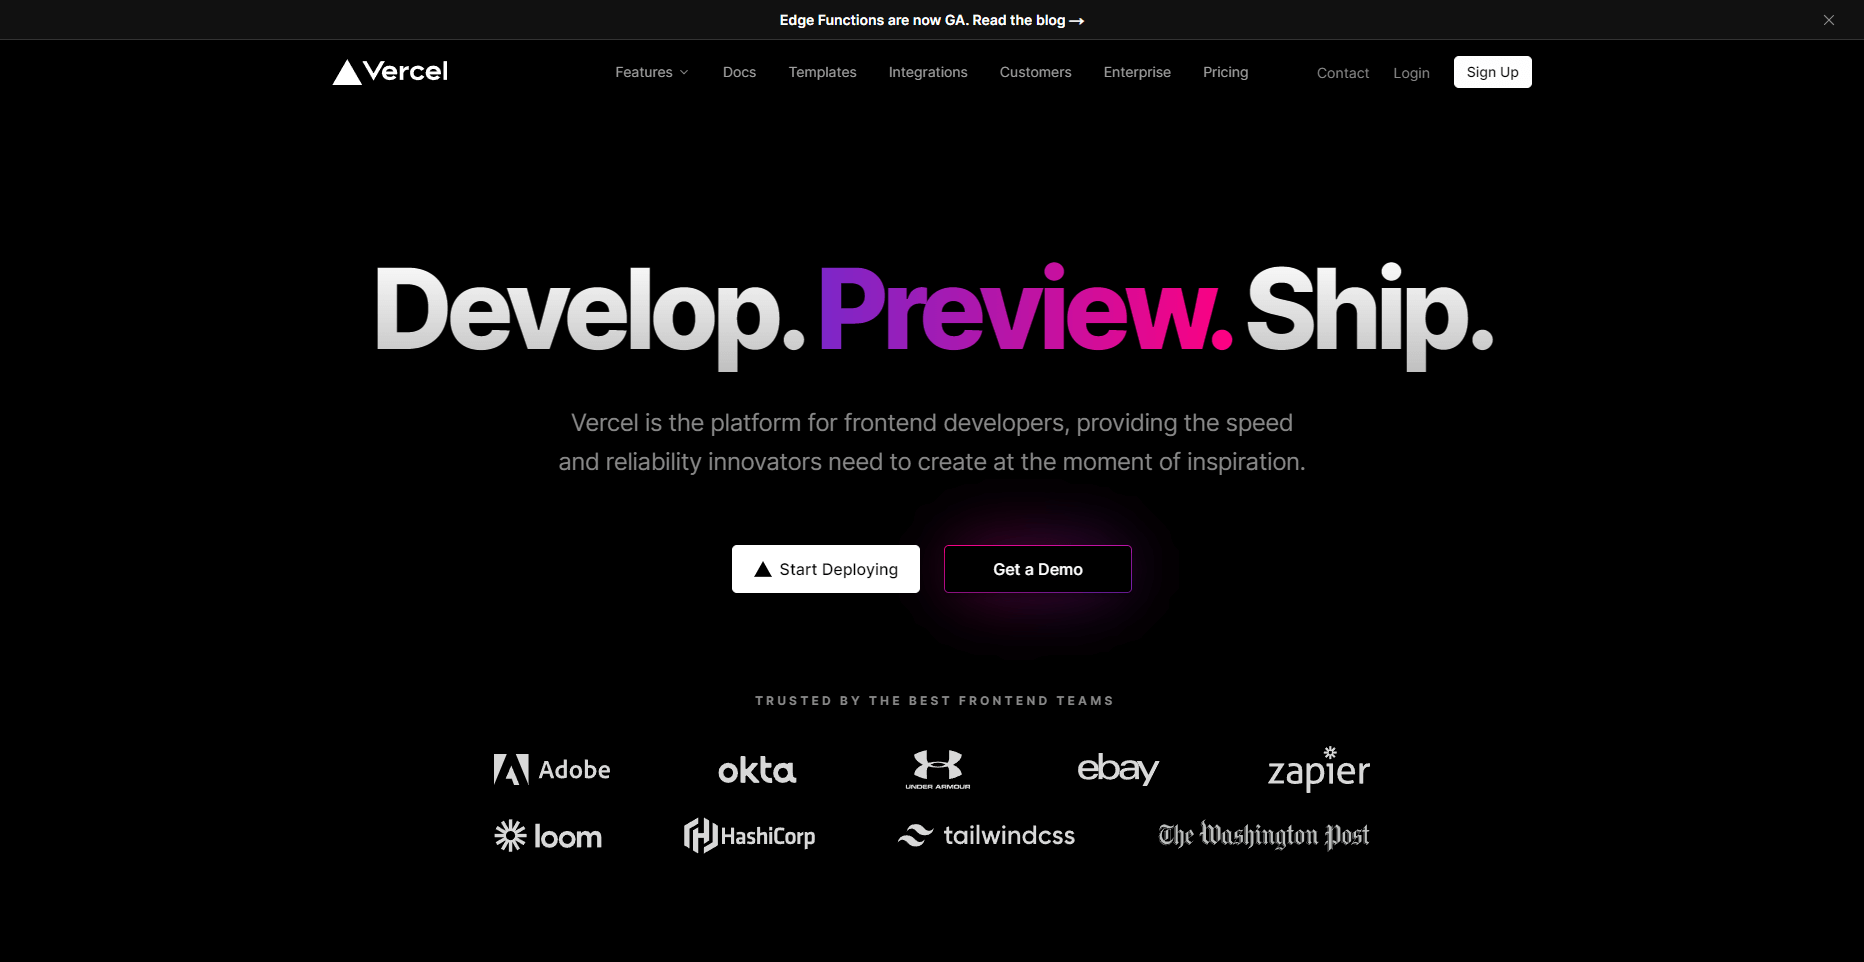 Edge Functions are now GA. Read the blog →
Vercel
Features
Docs
Templates
Integrations
Customers
Enterprise
Pricing
Contact
Login
Sign Up
Develop. Preview. Ship.
Vercel is the platform for frontend developers, providing the speed
and reliability innovators need to create at the moment of inspiration.
Start Deploying
Get a Demo
TRUSTED BY THE BEST FRONTEND TEAMS
Adobe
okta
UNDER ARMOUR
ebay
zapier
loom
HashiCorp
tailwindcss
The Washington Post